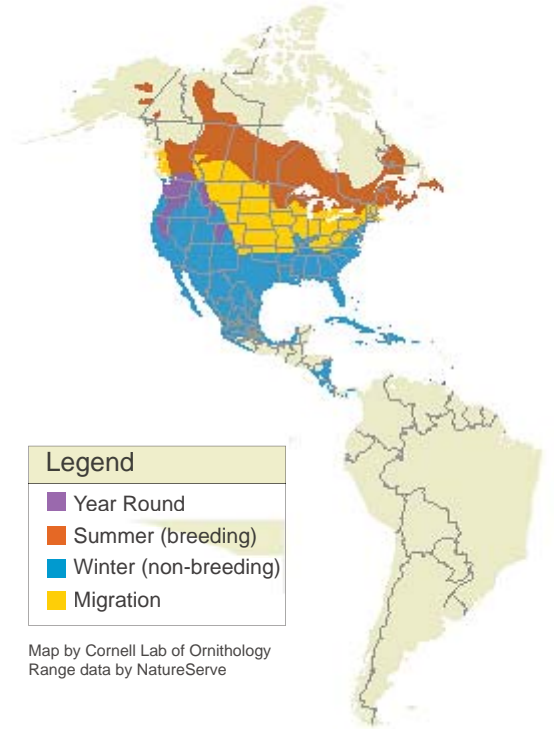 Legend
Year Round
Summer (breeding)
Winter (non-breeding)
Migration
Map by Cornell Lab of Ornithology
Range data by NatureServe